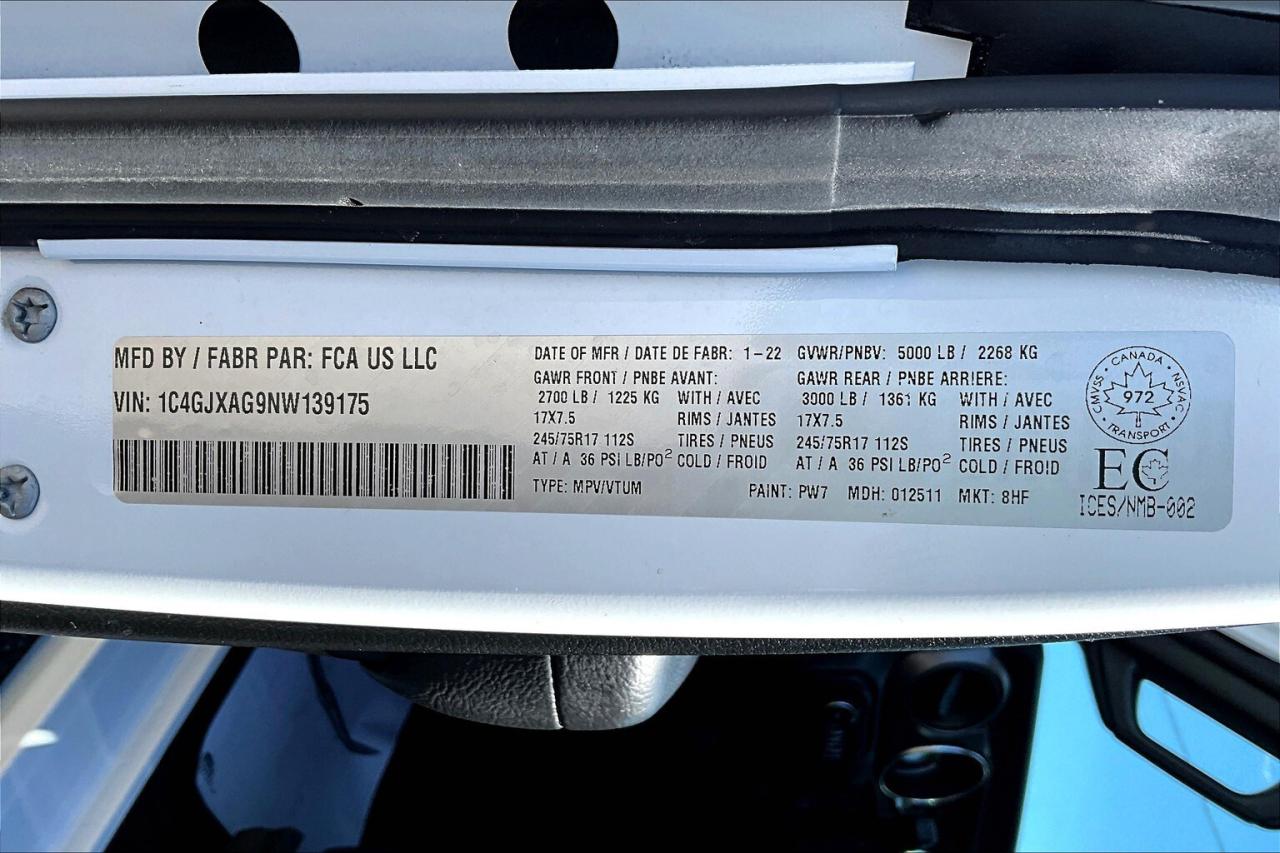 MFD BY / FABR PAR: FCA US LLC
VIN: 1C4GJXAG9NW139175
DATE OF MFR / DATE DE FABR: 1-22 GVWR/PNBV: 5000 LB / 2268 KG
GAWR FRONT / PNBE AVANT: GAWR REAR / PNBE ARRIERE:
2700 LB / 1225 KG WITH / AVEC 3000 LB / 1361 KG WITH / AVEC
17X7.5 RIMS / JANTES 17X7.5 RIMS / JANTES
245/75R17 112S TIRES / PNEUS 245/75R17 112S TIRES / PNEUS
AT / A 36 PSI LB/PO² COLD / FROID AT / A 36 PSI LB/PO² COLD / FROID
TYPE: MPV/VTUM PAINT: PW7 MDH: 012511 MKT: 8HF
CANADA
CMVSS
NSVAC
972
TRANSPORT
EC
ICES/NMB-002